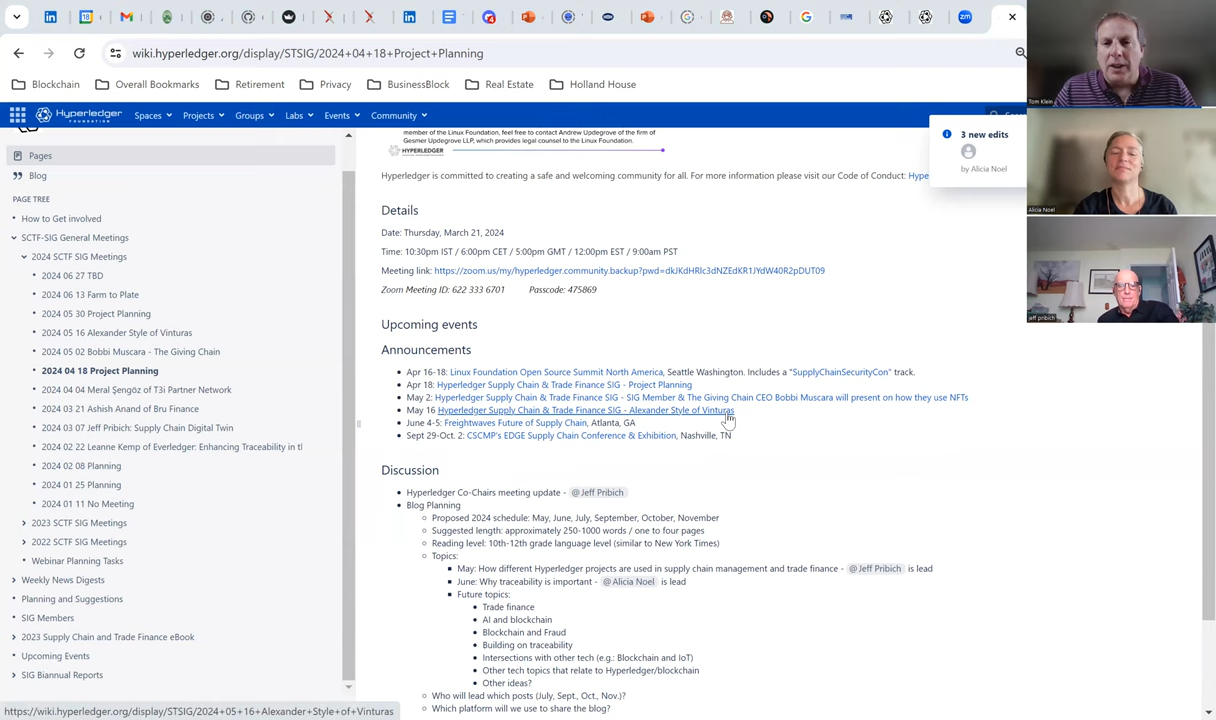 wiki.hyperledger.org/display/STSIG/2024+04+18+Project+Planning
Blockchain
Overall Bookmarks
Retirement
Privacy
BusinessBlock
Real Estate
Holland House
HYPERLEDGER
FOUNDATION
Spaces
Projects
Groups
Labs
Events
Community
3 new edits
by Alicia Noel
Tom Klein
Alicia Noel
jeff pribich
Pages
Blog
PAGE TREE
How to Get involved
SCTF-SIG General Meetings
2024 SCTF SIG Meetings
2024 06 27 TBD
2024 06 13 Farm to Plate
2024 05 30 Project Planning
2024 05 16 Alexander Style of Vinturas
2024 05 02 Bobbi Muscara - The Giving Chain
2024 04 18 Project Planning
2024 04 04 Meral Şengöz of T3i Partner Network
2024 03 21 Ashish Anand of Bru Finance
2024 03 07 Jeff Pribich: Supply Chain Digital Twin
2024 02 22 Leanne Kemp of Everledger: Enhancing Traceability in tl
2024 02 08 Planning
2024 01 25 Planning
2024 01 11 No Meeting
2023 SCTF SIG Meetings
2022 SCTF SIG Meetings
Webinar Planning Tasks
Weekly News Digests
Planning and Suggestions
SIG Members
2023 Supply Chain and Trade Finance eBook
Upcoming Events
SIG Biannual Reports
member of the Linux Foundation, feel free to contact Andrew Updegrove of the firm of
Gesmer Updegrove LLP, which provides legal counsel to the Linux Foundation.
HYPERLEDGER
Hyperledger is committed to creating a safe and welcoming community for all. For more information please visit our Code of Conduct: Hype
Details
Date: Thursday, March 21, 2024
Time: 10:30pm IST / 6:00pm CET / 5:00pm GMT / 12:00pm EST / 9:00am PST
Meeting link: https://zoom.us/my/hyperledger.community.backup?pwd=dkJKdHRlc3dNZEdKR1JYdW40R2pDUT09
Zoom Meeting ID: 622 333 6701 Passcode: 475869
Upcoming events
Announcements
Apr 16-18: Linux Foundation Open Source Summit North America, Seattle Washington. Includes a "SupplyChainSecurityCon" track.
Apr 18: Hyperledger Supply Chain & Trade Finance SIG - Project Planning
May 2: Hyperledger Supply Chain & Trade Finance SIG - SIG Member & The Giving Chain CEO Bobbi Muscara will present on how they use NFTs
May 16 Hyperledger Supply Chain & Trade Finance SIG - Alexander Style of Vinturas
June 4-5: Freightwaves Future of Supply Chain, Atlanta, GA
Sept 29-Oct. 2: CSCMP's EDGE Supply Chain Conference & Exhibition, Nashville, TN
Discussion
Hyperledger Co-Chairs meeting update - @Jeff Pribich
Blog Planning
Proposed 2024 schedule: May, June, July, September, October, November
Suggested length: approximately 250-1000 words / one to four pages
Reading level: 10th-12th grade language level (similar to New York Times)
Topics:
May: How different Hyperledger projects are used in supply chain management and trade finance - @Jeff Pribich is lead
June: Why traceability is important - @Alicia Noel is lead
Future topics:
Trade finance
AI and blockchain
Blockchain and Fraud
Building on traceability
Intersections with other tech (e.g.: Blockchain and IoT)
Other tech topics that relate to Hyperledger/blockchain
Other ideas?
Who will lead which posts (July, Sept., Oct., Nov.)?
Which platform will we use to share the blog?
https://wiki.hyperledger.org/display/STSIG/2024+05+16+Alexander+Style+of+Vinturas